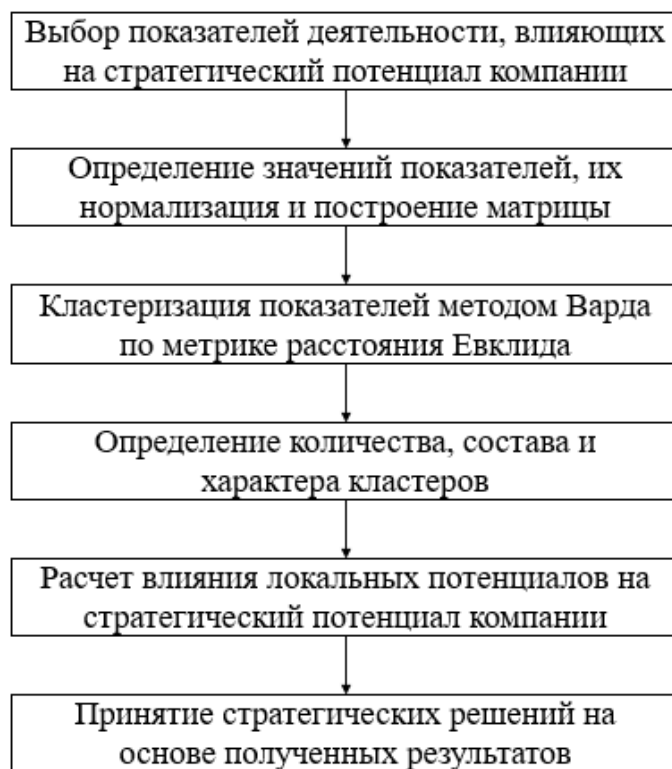 Выбор показателей деятельности, влияющих
на стратегический потенциал компании
Определение значений показателей, их
нормализация и построение матрицы
Кластеризация показателей методом Варда
по метрике расстояния Евклида
Определение количества, состава и
характера кластеров
Расчет влияния локальных потенциалов на
стратегический потенциал компании
Принятие стратегических решений на
основе полученных результатов